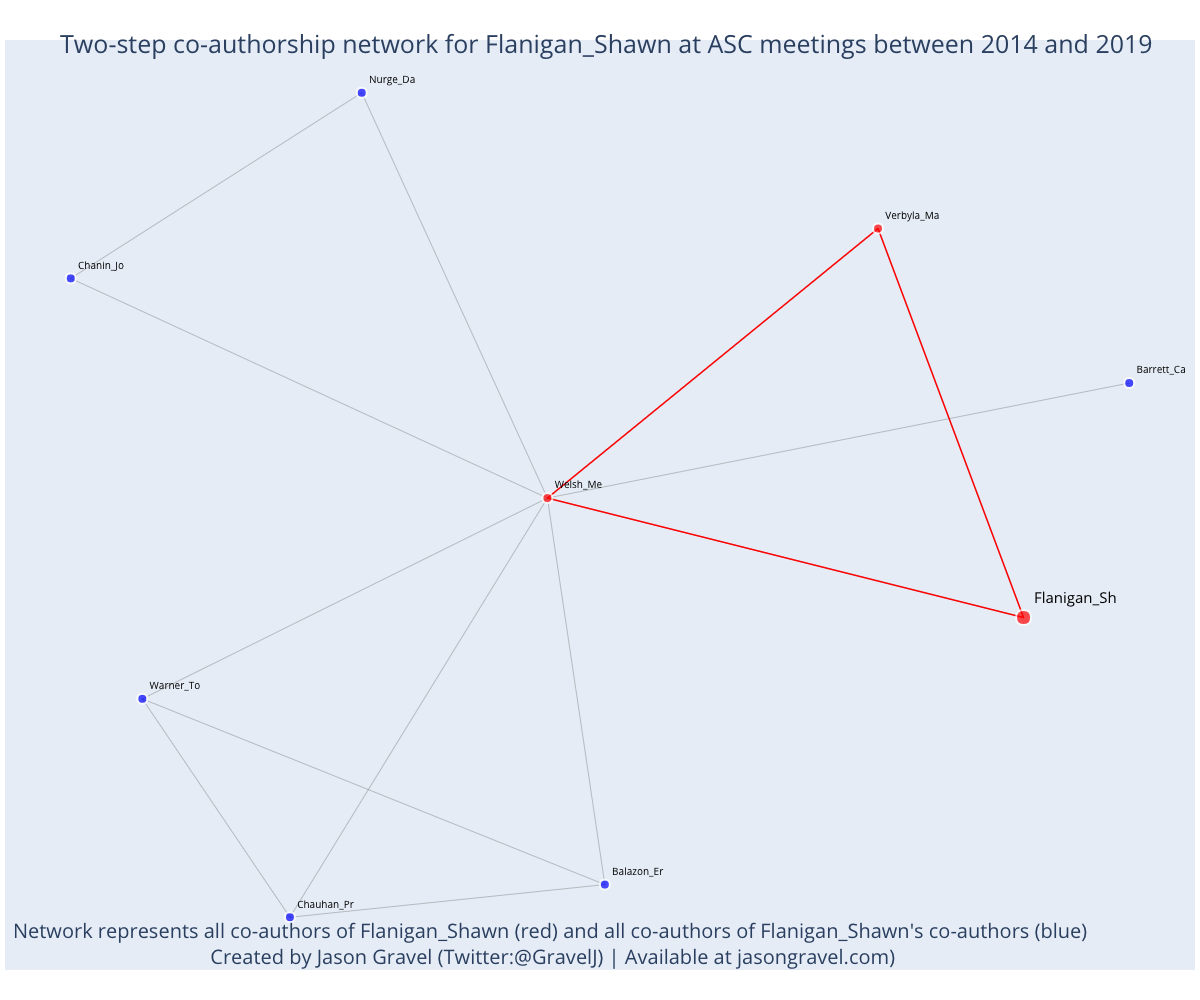 Two-step co-authorship network for Flanigan_Shawn at ASC meetings between 2014 and 2019
Nurge_Da
Verbyla_Ma
Chanin_Jo
Barrett_Ca
Welsh_Me
Flanigan_Sh
Warner_To
Balazon_Er
Chauhan_Pr
Network represents all co-authors of Flanigan_Shawn (red) and all co-authors of Flanigan_Shawn's co-authors (blue)
Created by Jason Gravel (Twitter:@GravelJ) | Available at jasongravel.com)